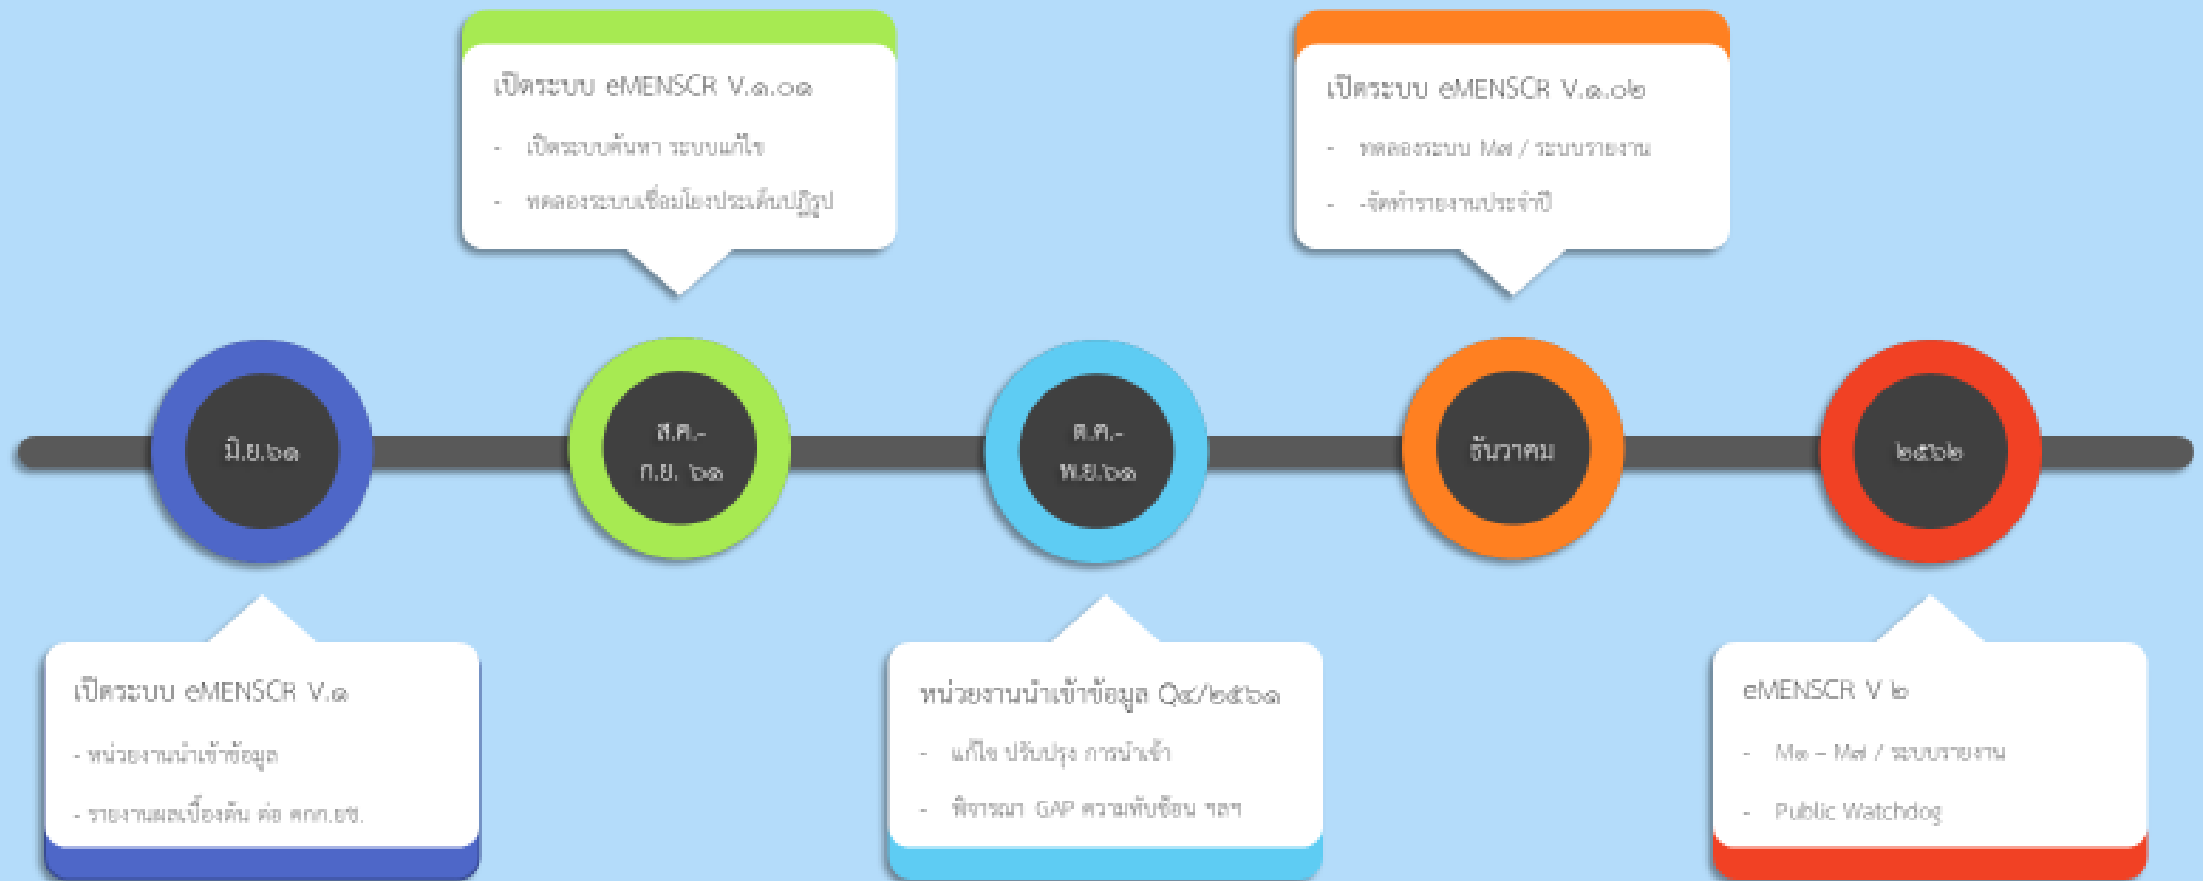 เปิดระบบ eMENSCR V.๑.๐๑
- เปิดระบบค้นหา ระบบแก้ไข
- ทดลองระบบเชื่อมโยงประเด็นปฏิรูป
เปิดระบบ eMENSCR V.๑.๐๒
- ทดลองระบบ M๗ / ระบบรายงาน
- -จัดทำรายงานประจำปี
มิ.ย.๖๑
ส.ค.-
ก.ย. ๖๑
ต.ค.-
พ.ย.๖๑
ธันวาคม
๒๕๖๒
เปิดระบบ eMENSCR V.๑
- หน่วยงานนำเข้าข้อมูล
- รายงานผลเบื้องต้น ต่อ คกก.ยช.
หน่วยงานนำเข้าข้อมูล Q๔/๒๕๖๑
- แก้ไข ปรับปรุง การนำเข้า
- พิจารณา GAP ความทับซ้อน ฯลฯ
eMENSCR V ๒
- M๑ – M๗ / ระบบรายงาน
- Public Watchdog